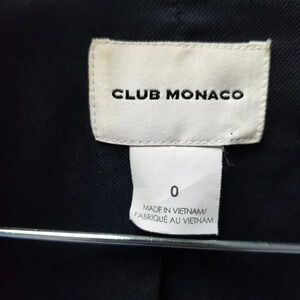 CLUB MONACO
0
MADE IN VIETNAM/
FABRIQUÉ AU VIETNAM